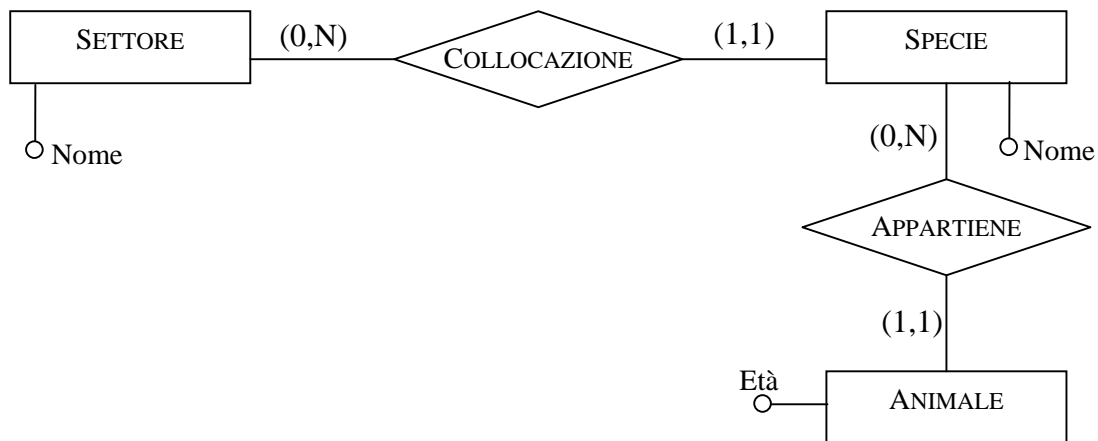 SETTORE (0,N) COLLOCAZIONE (1,1) SPECIE
Nome (0,N) Nome
APPARTIENE
(1,1)
Età ANIMALE